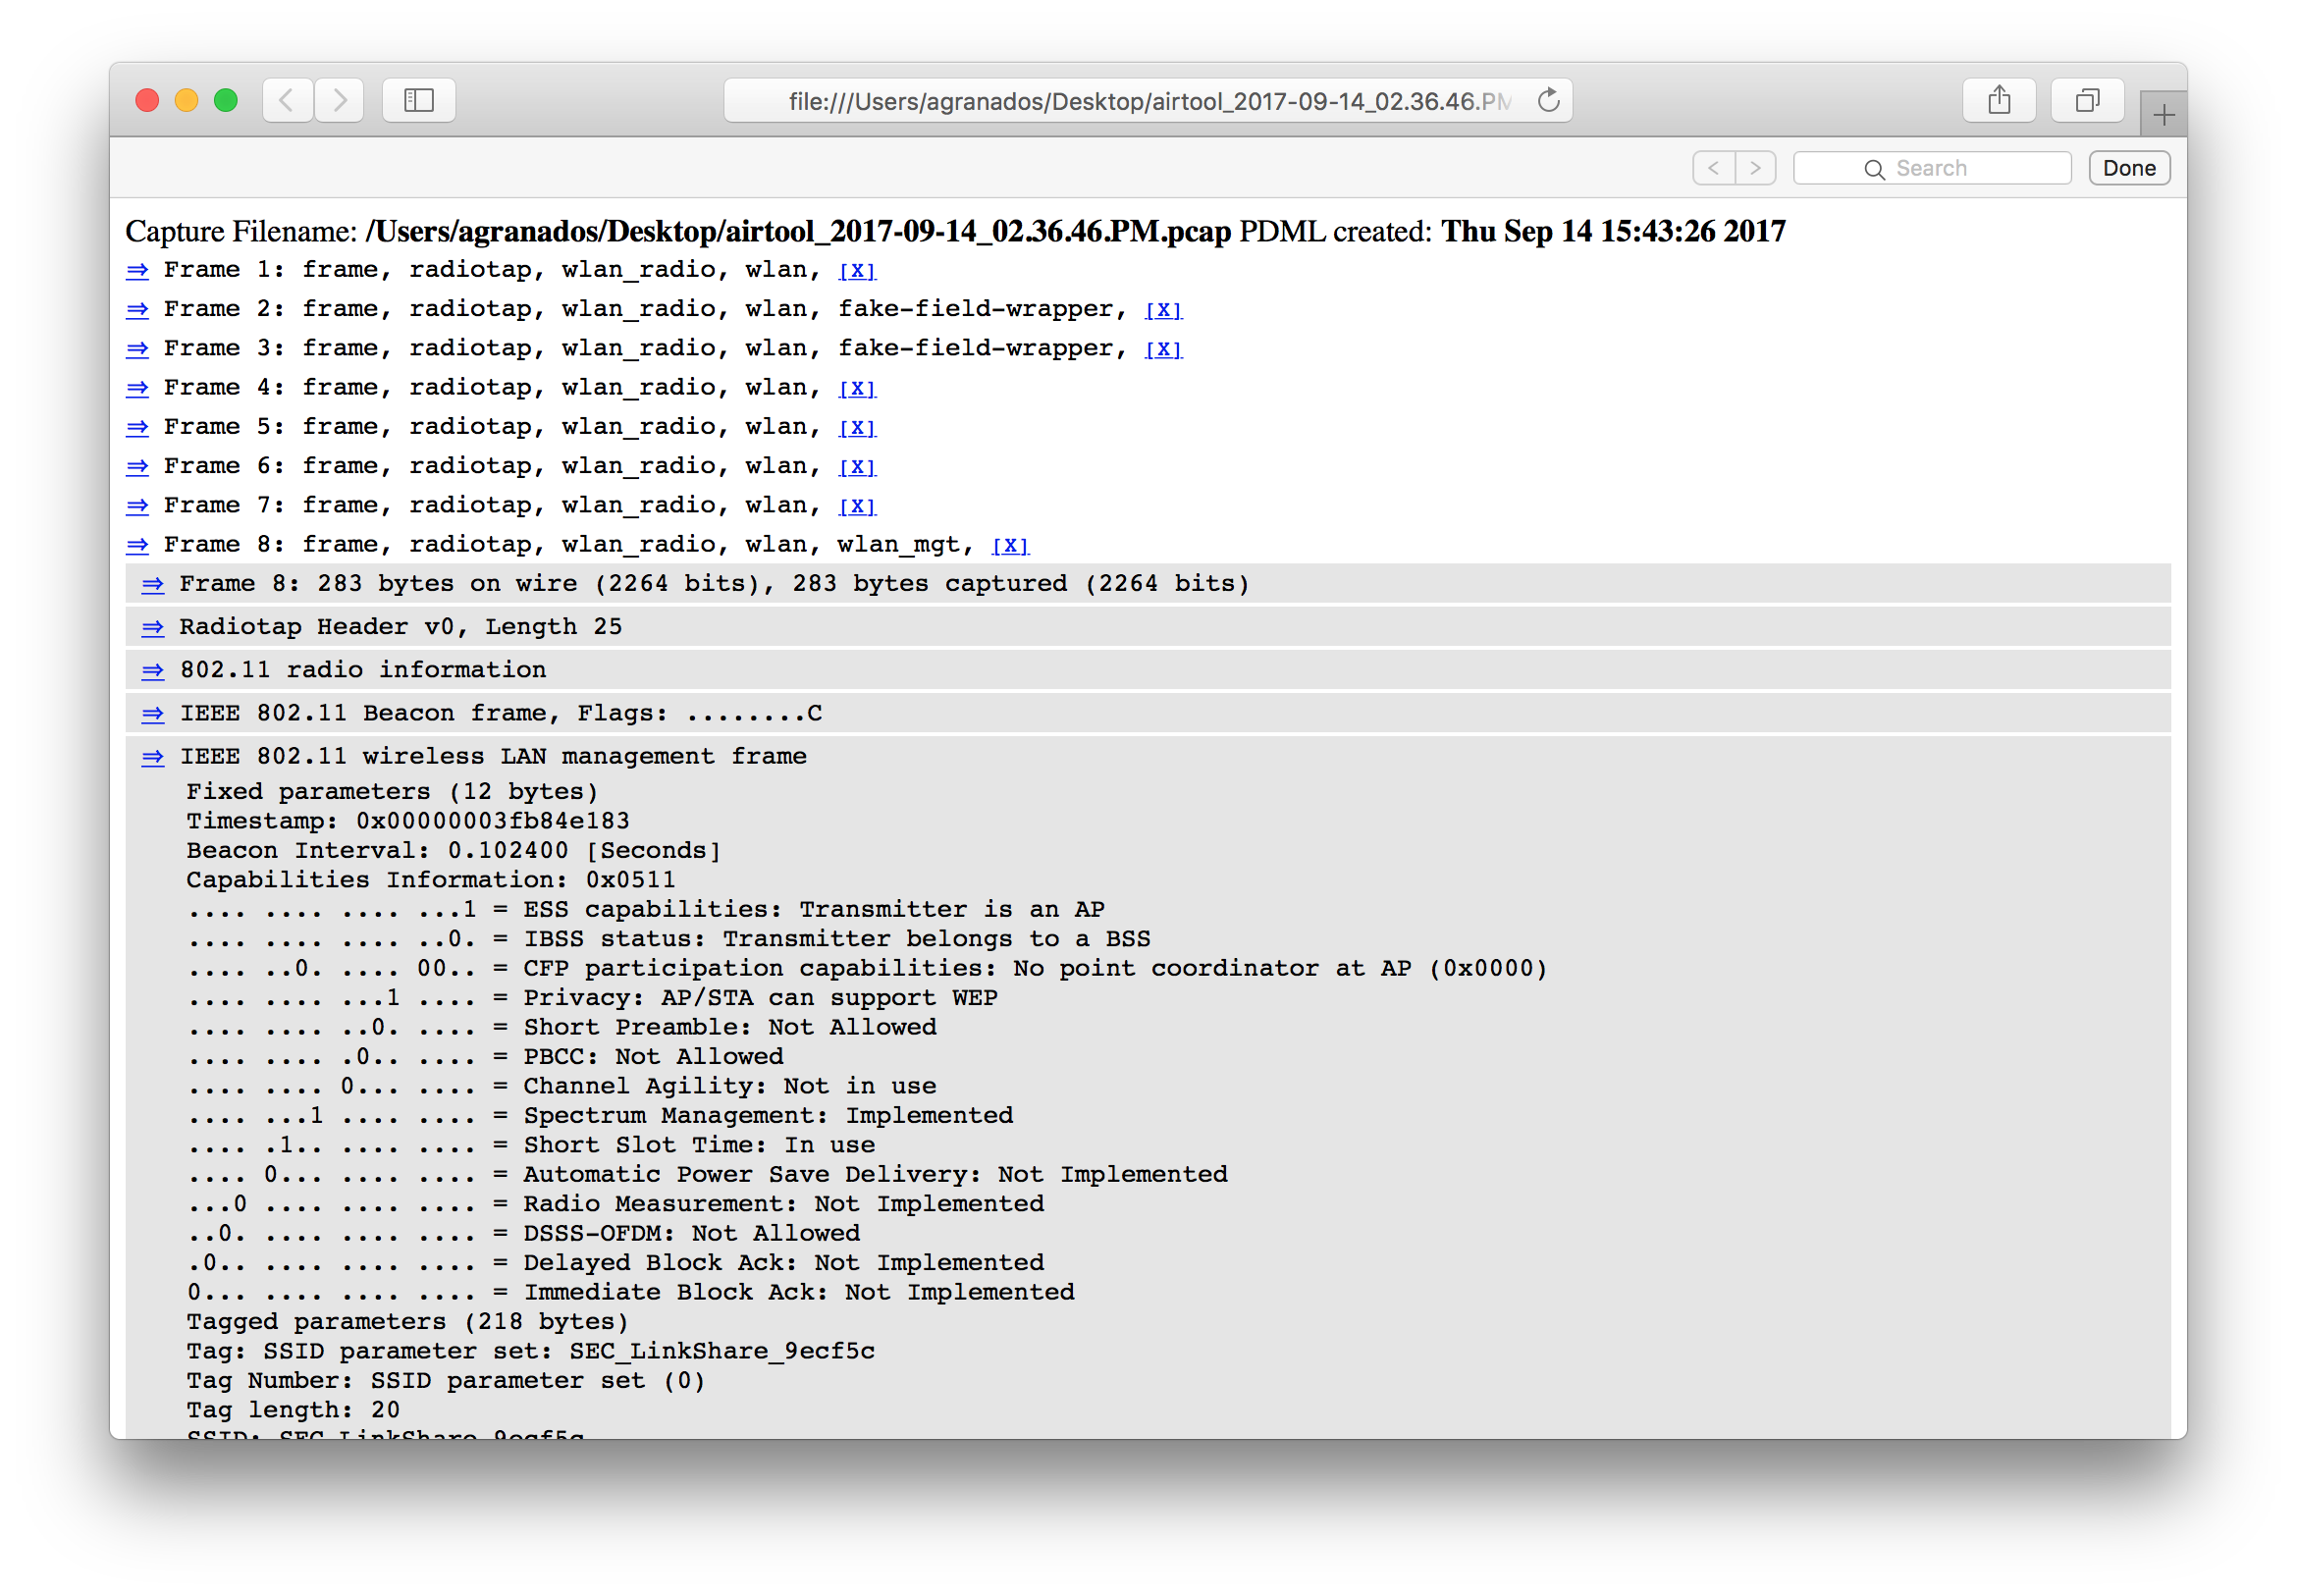 file:///Users/agranados/Desktop/airtool_2017-09-14_02.36.46.PM
Search
Done
Capture Filename: /Users/agranados/Desktop/airtool_2017-09-14_02.36.46.PM.pcap PDML created: Thu Sep 14 15:43:26 2017
⇒ Frame 1: frame, radiotap, wlan_radio, wlan, [X]
⇒ Frame 2: frame, radiotap, wlan_radio, wlan, fake-field-wrapper, [X]
⇒ Frame 3: frame, radiotap, wlan_radio, wlan, fake-field-wrapper, [X]
⇒ Frame 4: frame, radiotap, wlan_radio, wlan, [X]
⇒ Frame 5: frame, radiotap, wlan_radio, wlan, [X]
⇒ Frame 6: frame, radiotap, wlan_radio, wlan, [X]
⇒ Frame 7: frame, radiotap, wlan_radio, wlan, [X]
⇒ Frame 8: frame, radiotap, wlan_radio, wlan, wlan_mgt, [X]
⇒ Frame 8: 283 bytes on wire (2264 bits), 283 bytes captured (2264 bits)
⇒ Radiotap Header v0, Length 25
⇒ 802.11 radio information
⇒ IEEE 802.11 Beacon frame, Flags: ........C
⇒ IEEE 802.11 wireless LAN management frame
Fixed parameters (12 bytes)
Timestamp: 0x00000003fb84e183
Beacon Interval: 0.102400 [Seconds]
Capabilities Information: 0x0511
.... .... .... ...1 = ESS capabilities: Transmitter is an AP
.... .... .... ..0. = IBSS status: Transmitter belongs to a BSS
.... ..0. .... 00.. = CFP participation capabilities: No point coordinator at AP (0x0000)
.... .... ...1 .... = Privacy: AP/STA can support WEP
.... .... ..0. .... = Short Preamble: Not Allowed
.... .... .0.. .... = PBCC: Not Allowed
.... .... 0... .... = Channel Agility: Not in use
.... ...1 .... .... = Spectrum Management: Implemented
.... .1.. .... .... = Short Slot Time: In use
.... 0... .... .... = Automatic Power Save Delivery: Not Implemented
...0 .... .... .... = Radio Measurement: Not Implemented
..0. .... .... .... = DSSS-OFDM: Not Allowed
.0.. .... .... .... = Delayed Block Ack: Not Implemented
0... .... .... .... = Immediate Block Ack: Not Implemented
Tagged parameters (218 bytes)
Tag: SSID parameter set: SEC_LinkShare_9ecf5c
Tag Number: SSID parameter set (0)
Tag length: 20
SSID: SEC_LinkShare_9ecf5c